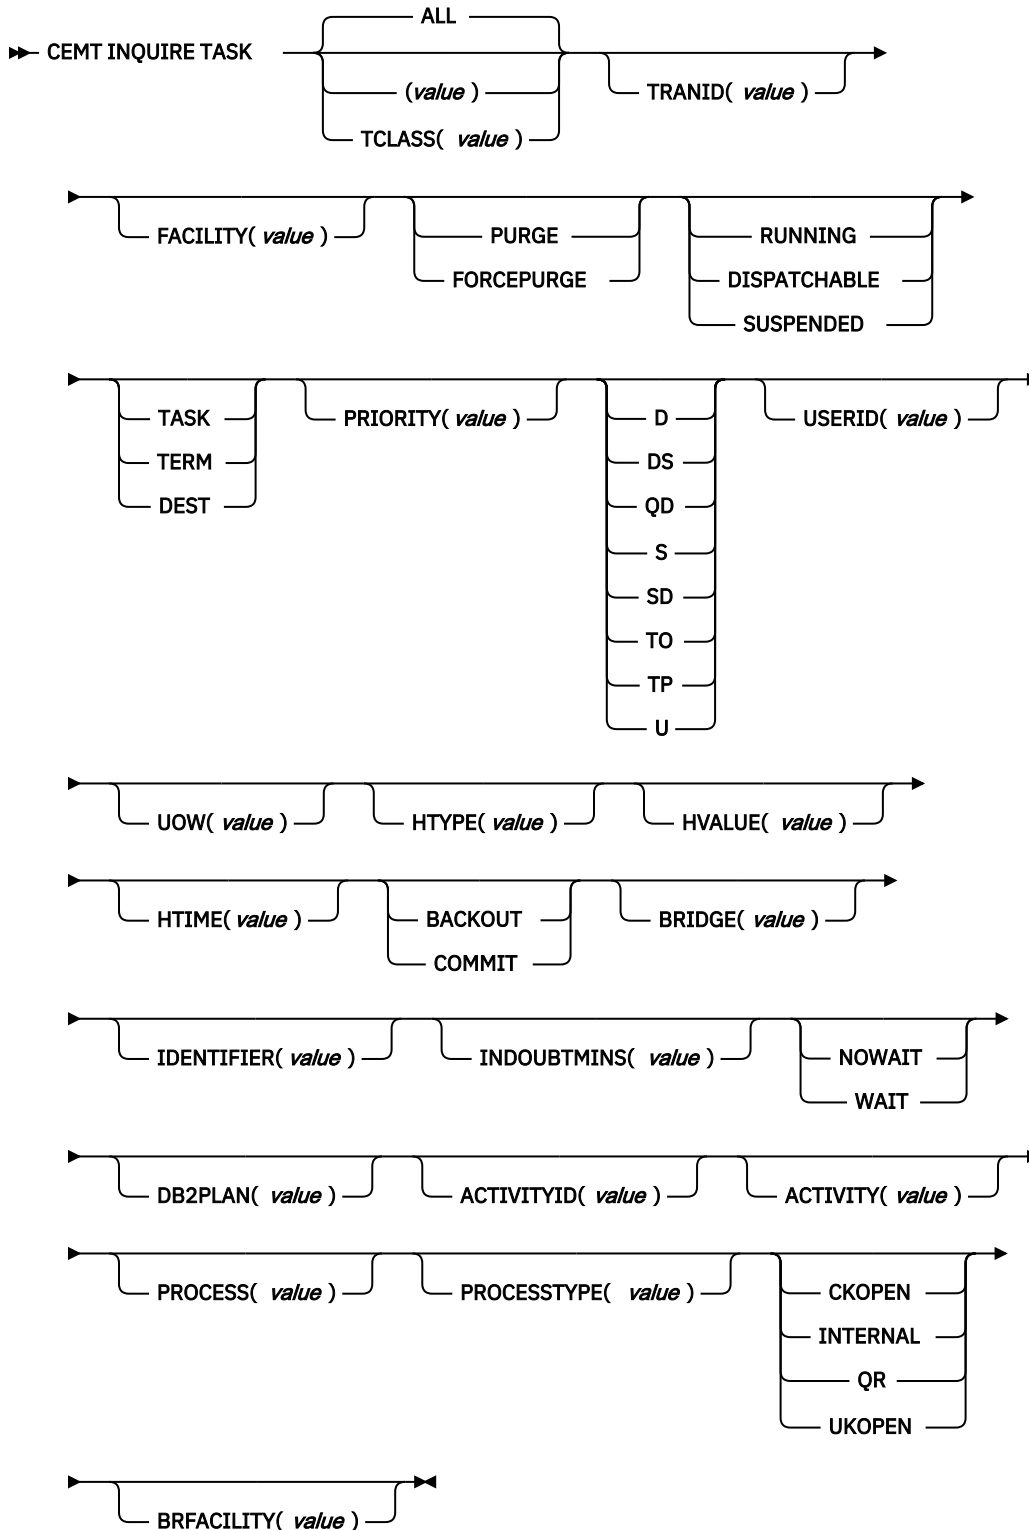 ALL
CEMT INQUIRE TASK
(value )
TRANID( value )
TCLASS( value )
FACILITY( value )
PURGE
RUNNING
FORCEPURGE
DISPATCHABLE
SUSPENDED
TASK
PRIORITY( value )
D
USERID( value )
TERM
DS
DEST
QD
S
SD
TO
TP
U
UOW( value )
HTYPE( value )
HVALUE( value )
HTIME( value )
BACKOUT
BRIDGE( value )
COMMIT
IDENTIFIER( value )
INDOUBTMINS( value )
NOWAIT
WAIT
DB2PLAN( value )
ACTIVITYID( value )
ACTIVITY( value )
PROCESS( value )
PROCESSTYPE( value )
CKOPEN
INTERNAL
QR
UKOPEN
BRFACILITY( value )